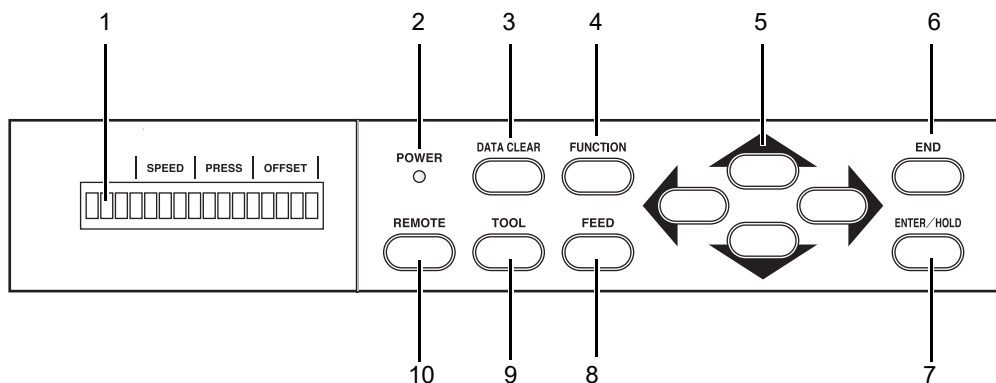 1 2 3 4 5 6
SPEED PRESS OFFSET
POWER DATA CLEAR FUNCTION END
REMOTE TOOL FEED ENTER/HOLD
10 9 8 7